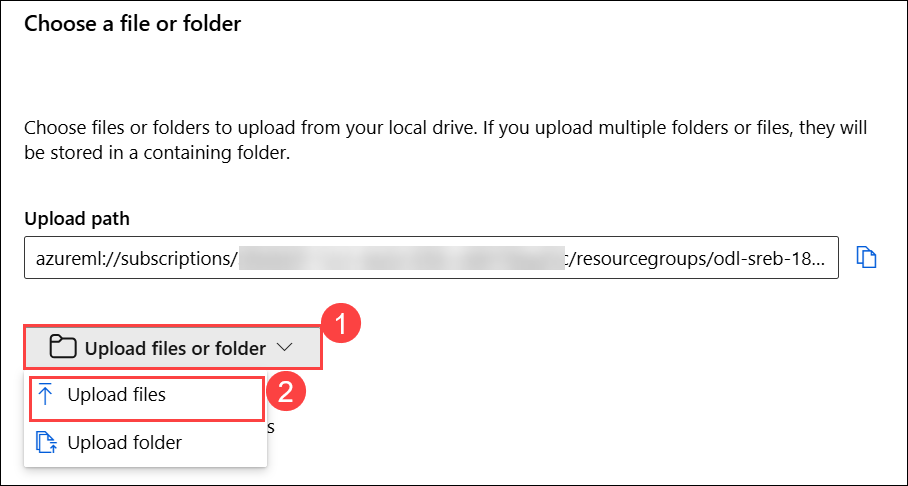 Choose a file or folder
Choose files or folders to upload from your local drive. If you upload multiple folders or files, they will
be stored in a containing folder.
Upload path
azureml://subscriptions/ /resourcegroups/odl-sreb-18...
Upload files or folder
1
Upload files
2
s
Upload folder